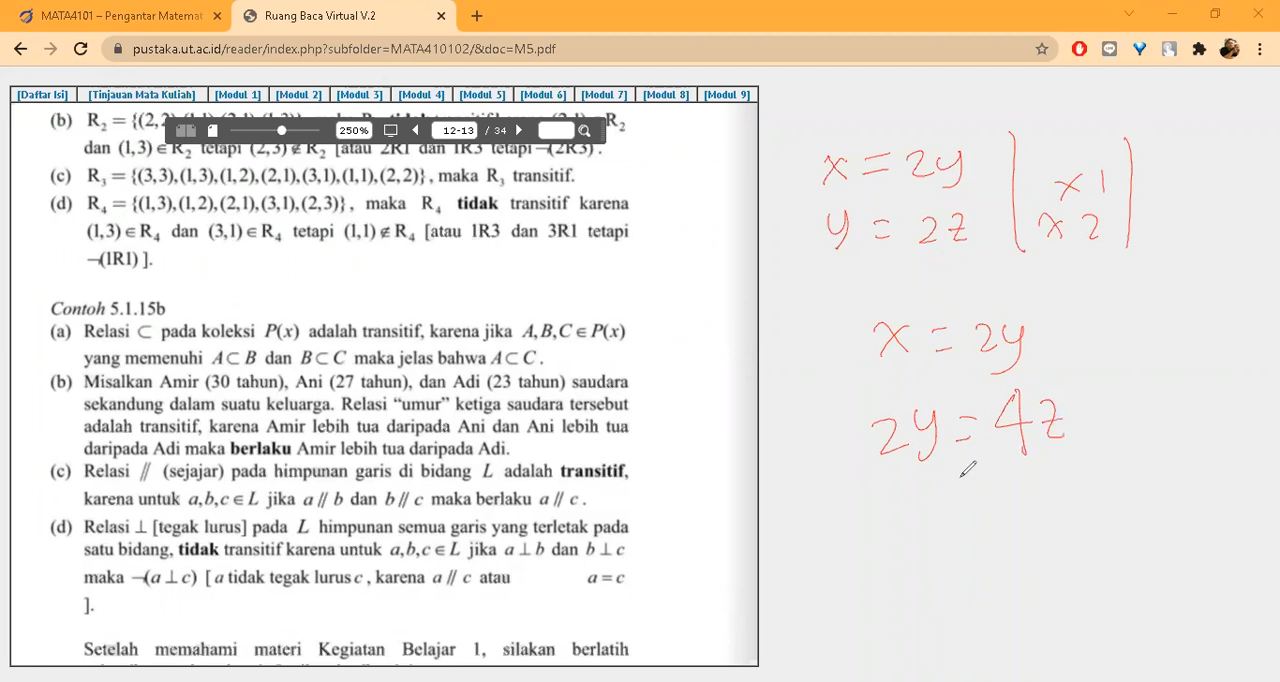 MATA4101 – Pengantar Matemat
Ruang Baca Virtual V.2
pustaka.ut.ac.id/reader/index.php?subfolder=MATA410102/&doc=M5.pdf
[Daftar Isi] [Tinjauan Mata Kuliah] [Modul 1] [Modul 2] [Modul 3] [Modul 4] [Modul 5] [Modul 6] [Modul 7] [Modul 8] [Modul 9]
(b) R₂ = {(2,2
R₂
250% 12-13 / 34
dan (1,3) ∈ R₂ tetapi (2,3) ∉ R₂ [atau 2R1 dan 1R3 tetapi ¬(2R3).
(c) R₃ = {(3,3),(1,3),(1,2),(2,1),(3,1),(1,1),(2,2)}, maka R₃ transitif.
(d) R₄ = {(1,3),(1,2),(2,1),(3,1),(2,3)}, maka R₄ tidak transitif karena
(1,3) ∈ R₄ dan (3,1) ∈ R₄ tetapi (1,1) ∉ R₄ [atau 1R3 dan 3R1 tetapi
¬(1R1) ].
Contoh 5.1.15b
(a) Relasi ⊂ pada koleksi P(x) adalah transitif, karena jika A, B, C ∈ P(x)
yang memenuhi A ⊂ B dan B ⊂ C maka jelas bahwa A ⊂ C .
(b) Misalkan Amir (30 tahun), Ani (27 tahun), dan Adi (23 tahun) saudara
sekandung dalam suatu keluarga. Relasi “umur” ketiga saudara tersebut
adalah transitif, karena Amir lebih tua daripada Ani dan Ani lebih tua
daripada Adi maka berlaku Amir lebih tua daripada Adi.
(c) Relasi // (sejajar) pada himpunan garis di bidang L adalah transitif,
karena untuk a,b,c ∈ L jika a // b dan b // c maka berlaku a // c .
(d) Relasi ⊥ [tegak lurus] pada L himpunan semua garis yang terletak pada
satu bidang, tidak transitif karena untuk a,b,c ∈ L jika a ⊥ b dan b ⊥ c
maka ¬(a ⊥ c) [ a tidak tegak lurus c , karena a // c atau a = c
].
Setelah memahami materi Kegiatan Belajar 1, silakan berlatih
x = 2y | x 1 |
y = 2z | x 2 |
x = 2y
2y = 4z